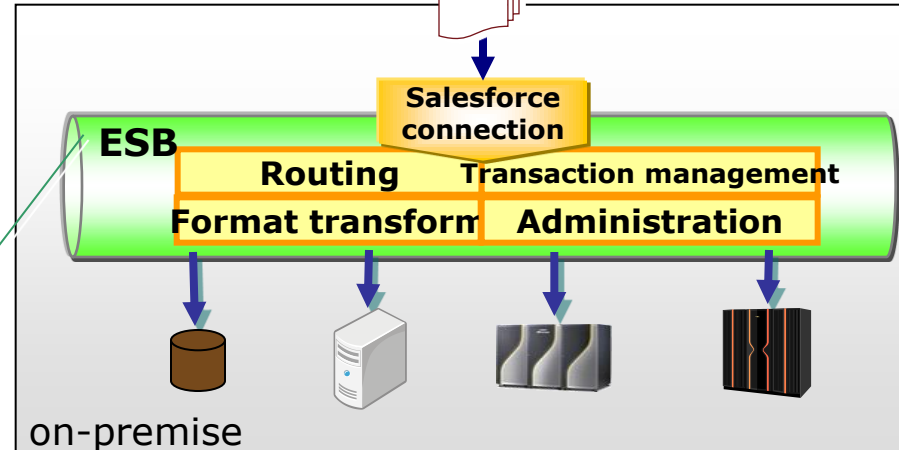 Salesforce
connection
ESB
Routing
Transaction management
Format transform
Administration
on-premise